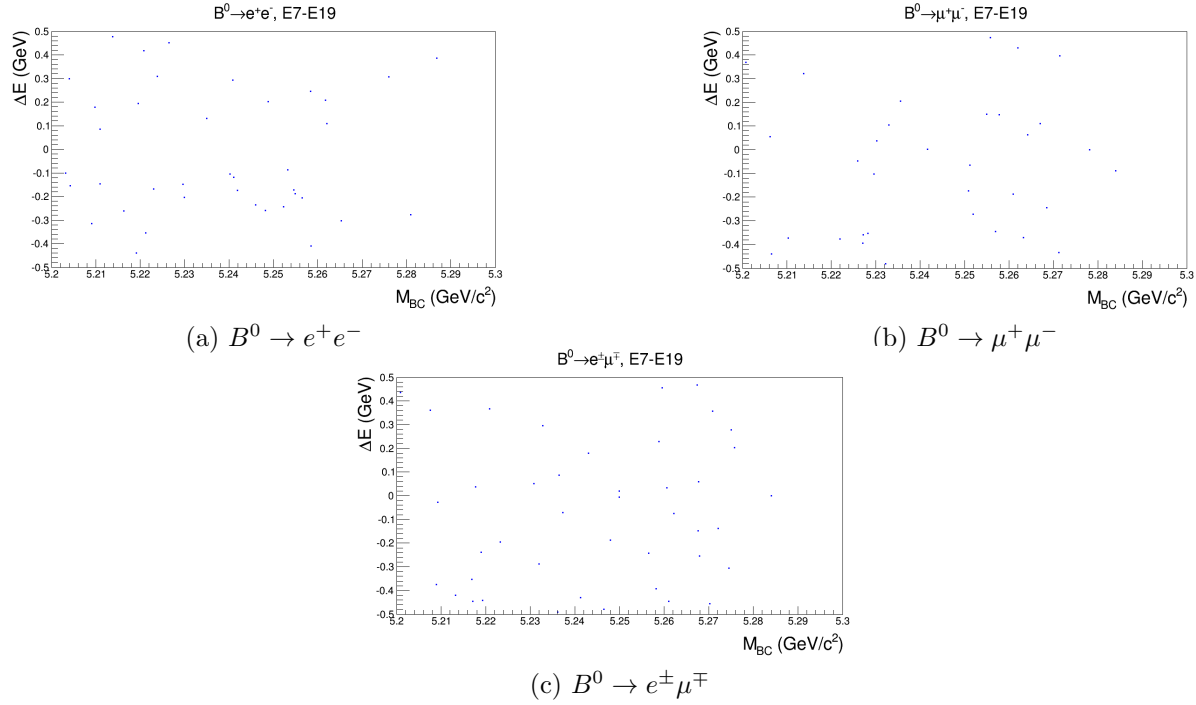 B⁰→e⁺e⁻, E7-E19
ΔE (GeV)
0.5
0.4
0.3
0.2
0.1
0
-0.1
-0.2
-0.3
-0.4
-0.5
5.2 5.21 5.22 5.23 5.24 5.25 5.26 5.27 5.28 5.29 5.3
M_BC (GeV/c²)
(a) B⁰ → e⁺e⁻
B⁰→μ⁺μ⁻, E7-E19
ΔE (GeV)
0.5
0.4
0.3
0.2
0.1
0
-0.1
-0.2
-0.3
-0.4
-0.5
5.2 5.21 5.22 5.23 5.24 5.25 5.26 5.27 5.28 5.29 5.3
M_BC (GeV/c²)
(b) B⁰ → μ⁺μ⁻
B⁰→e±μ∓, E7-E19
ΔE (GeV)
0.5
0.4
0.3
0.2
0.1
0
-0.1
-0.2
-0.3
-0.4
-0.5
5.2 5.21 5.22 5.23 5.24 5.25 5.26 5.27 5.28 5.29 5.3
M_BC (GeV/c²)
(c) B⁰ → e±μ∓